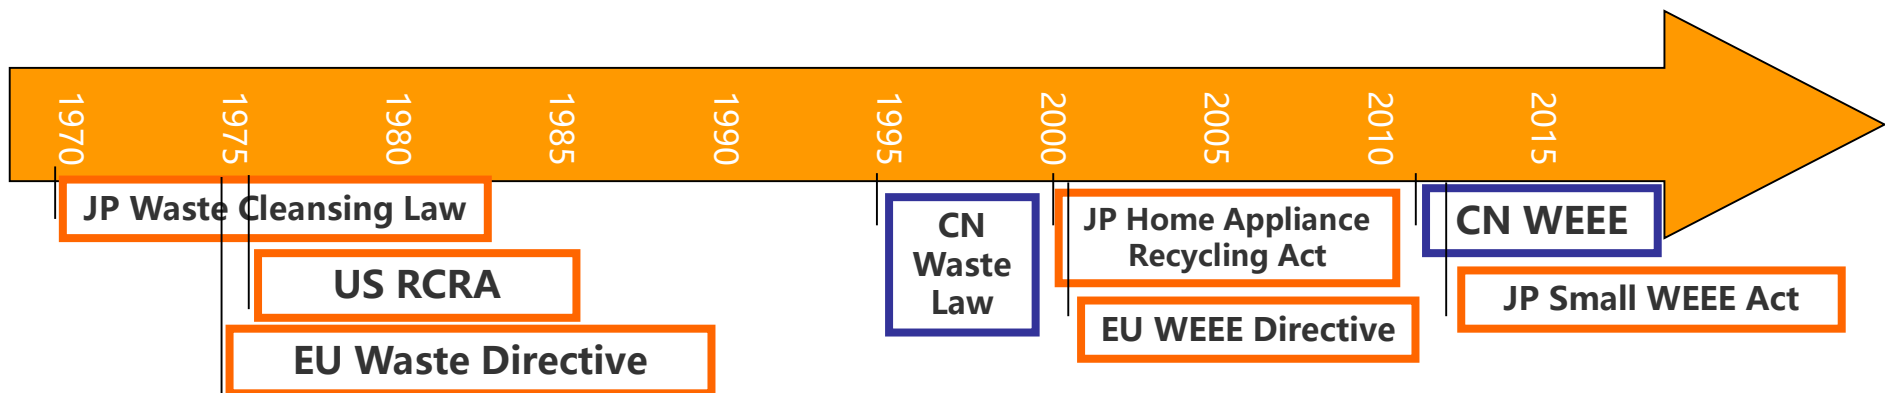 1970
1975
1980
1985
1990
1995
2000
2005
2010
2015
JP Waste Cleansing Law
US RCRA
EU Waste Directive
CN
Waste
Law
JP Home Appliance
Recycling Act
EU WEEE Directive
CN WEEE
JP Small WEEE Act